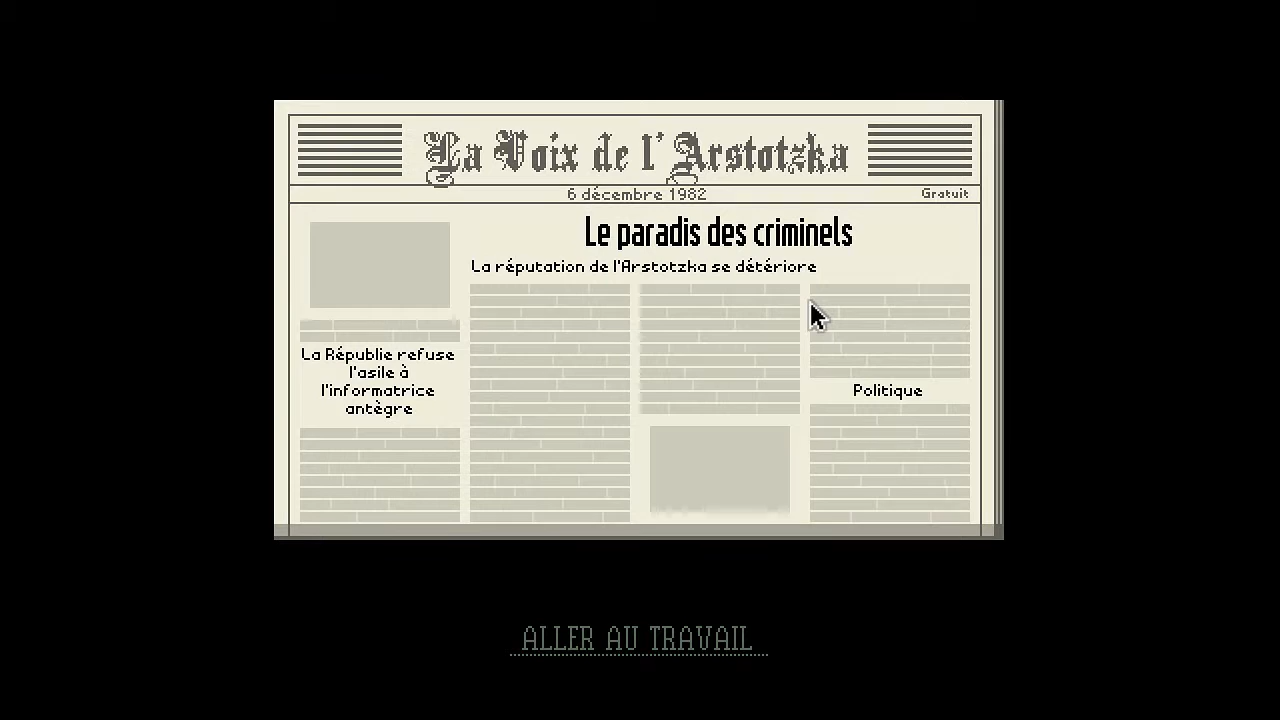 La Voix de l'Arstotzka
6 décembre 1982
Gratuit
Le paradis des criminels
La réputation de l'Arstotzka se détériore
La Républie refuse
l'asile à
l'informatrice
antègre
Politique
ALLER AU TRAVAIL